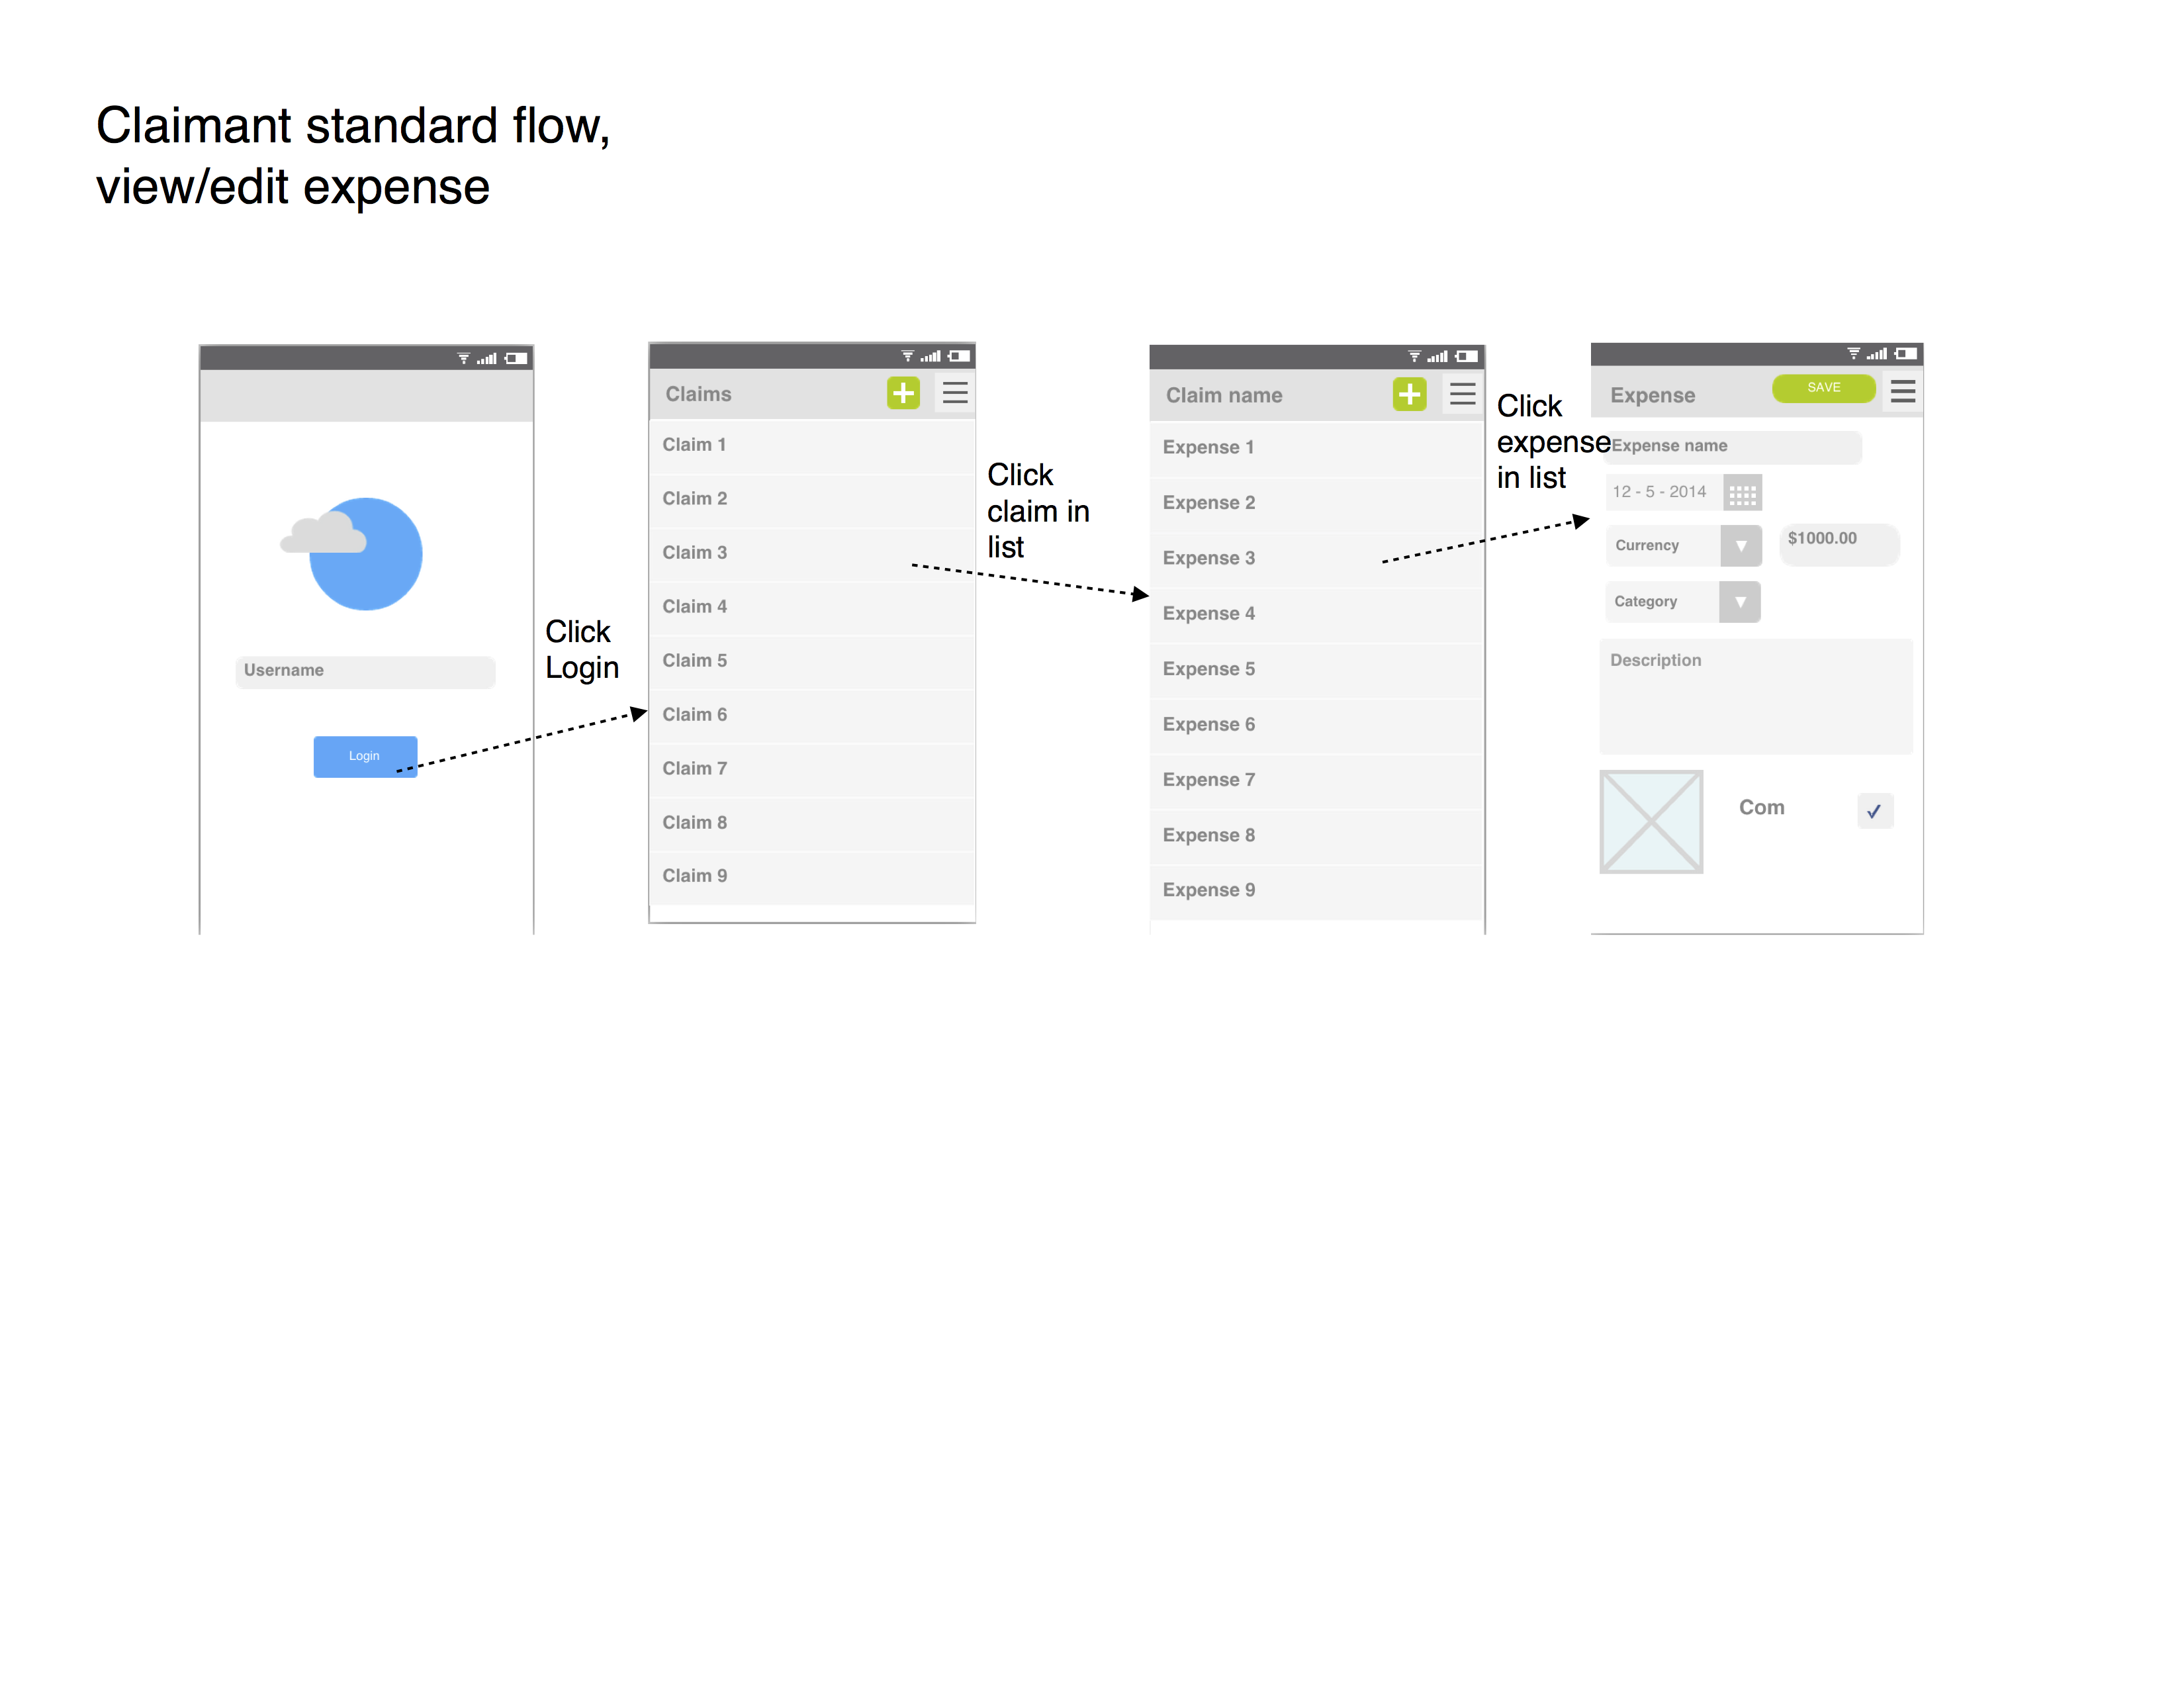 Claimant standard flow,
view/edit expense
Username
Login
Click
Login
Claims
Claim 1
Claim 2
Claim 3
Claim 4
Claim 5
Claim 6
Claim 7
Claim 8
Claim 9
Click
claim in
list
Claim name
Expense 1
Expense 2
Expense 3
Expense 4
Expense 5
Expense 6
Expense 7
Expense 8
Expense 9
Click
expense
in list
Expense
SAVE
Expense name
12 - 5 - 2014
Currency
$1000.00
Category
Description
Com